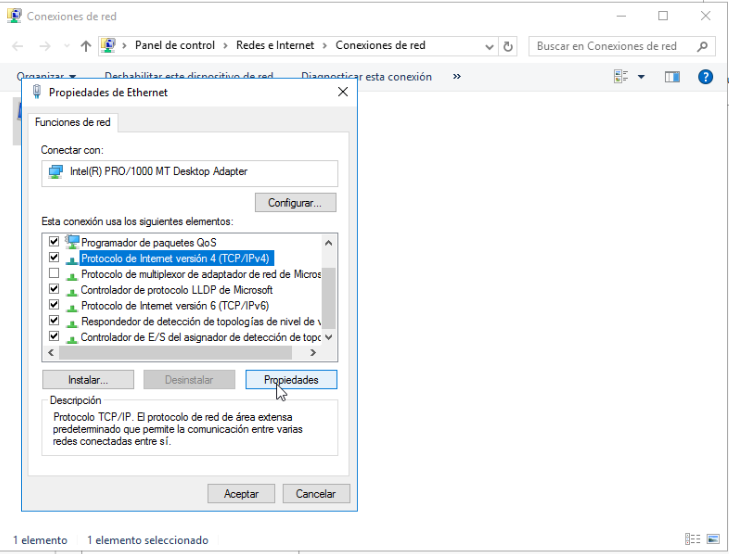 Conexiones de red
Panel de control > Redes e Internet > Conexiones de red
Buscar en Conexiones de red
Organizar
Deshabilitar este dispositivo de red
Diagnosticar esta conexión
»
Propiedades de Ethernet
Funciones de red
Conectar con:
Intel(R) PRO/1000 MT Desktop Adapter
Configurar...
Esta conexión usa los siguientes elementos:
Programador de paquetes QoS
Protocolo de Internet versión 4 (TCP/IPv4)
Protocolo de multiplexor de adaptador de red de Micros
Controlador de protocolo LLDP de Microsoft
Protocolo de Internet versión 6 (TCP/IPv6)
Respondedor de detección de topologías de nivel de v
Controlador de E/S del asignador de detección de topo
Instalar...
Desinstalar
Propiedades
Descripción
Protocolo TCP/IP. El protocolo de red de área extensa
predeterminado que permite la comunicación entre varias
redes conectadas entre sí.
Aceptar
Cancelar
1 elemento
1 elemento seleccionado